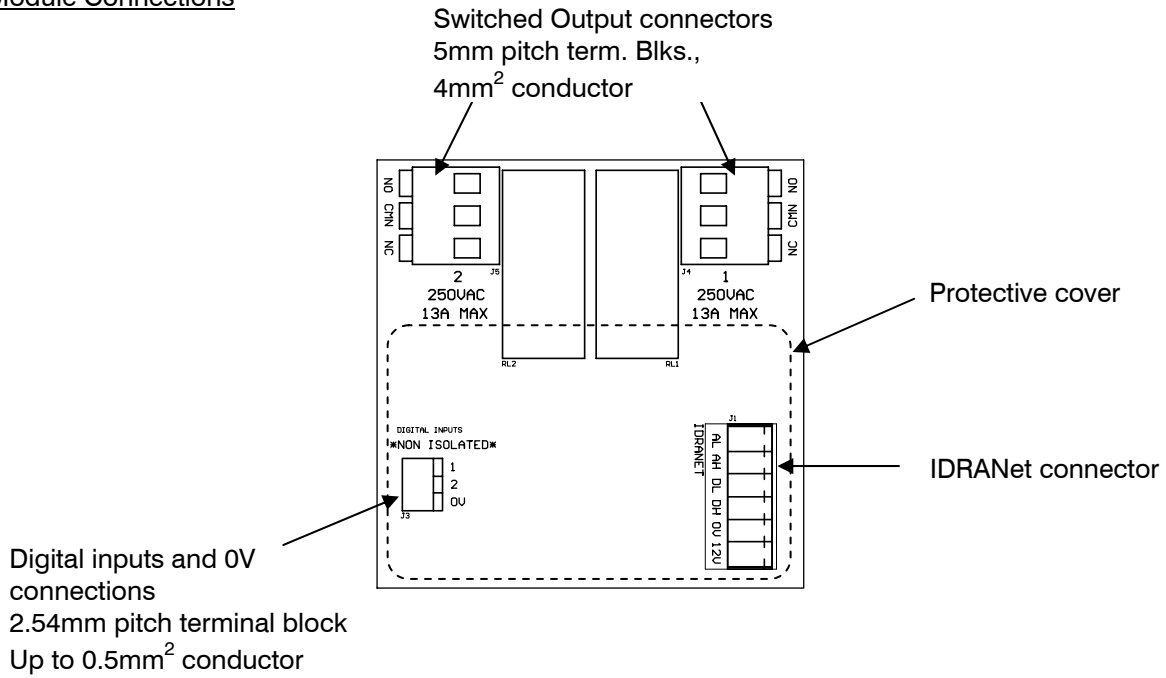 Module Connections
Switched Output connectors
5mm pitch term. Blks.,
4mm² conductor
NO
CMN
NC
NO
CMN
NC
J5
J4
2
250VAC
13A MAX
1
250VAC
13A MAX
Protective cover
RL2
RL1
DIGITAL INPUTS
*NON ISOLATED*
1
2
0V
J3
J1
IDRANET
AL AH DL DH 0V 12V
IDRANet connector
Digital inputs and 0V
connections
2.54mm pitch terminal block
Up to 0.5mm² conductor